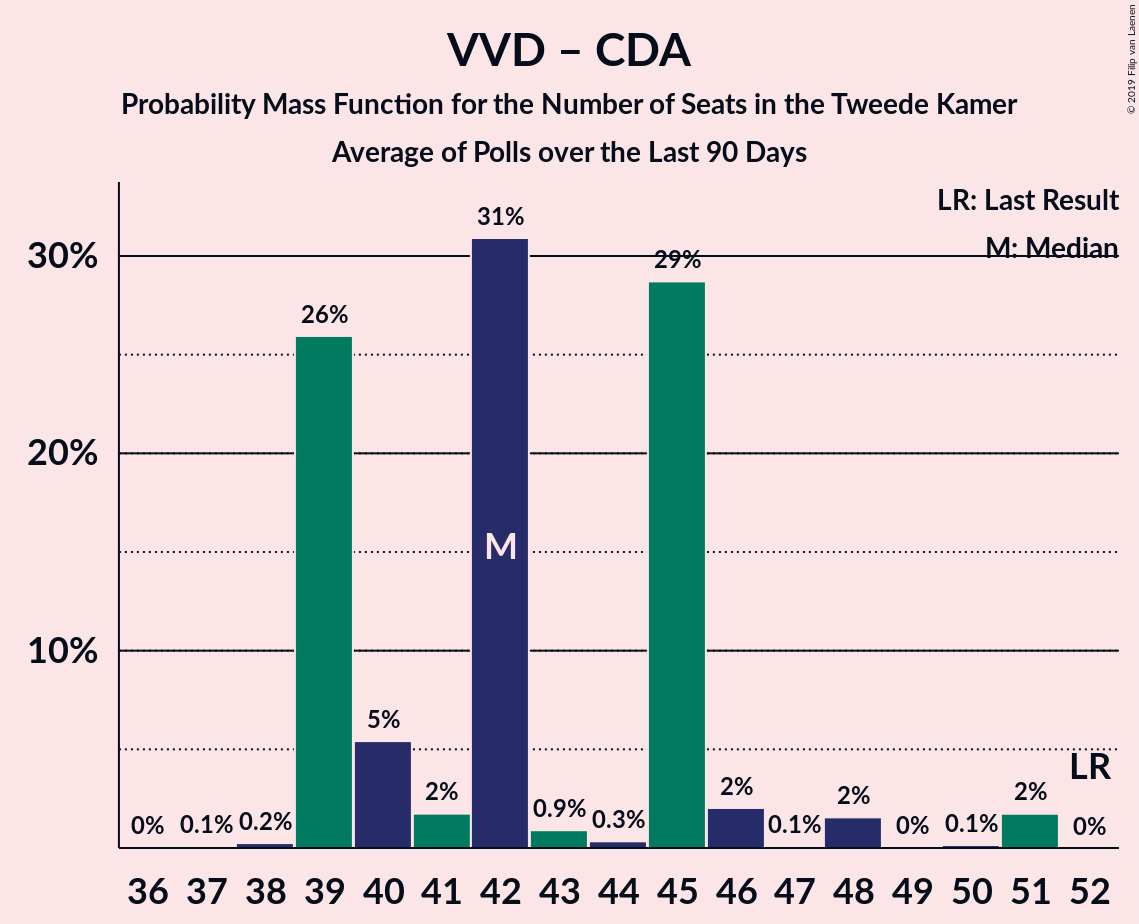 VVD – CDA
Probability Mass Function for the Number of Seats in the Tweede Kamer
Average of Polls over the Last 90 Days
© 2019 Filip van Laenen
LR: Last Result
M: Median
30%
20%
10%
0%
0.1%
0.2%
26%
5%
2%
31%
0.9%
0.3%
29%
2%
0.1%
2%
0%
0.1%
2%
0%
M
LR
36 37 38 39 40 41 42 43 44 45 46 47 48 49 50 51 52